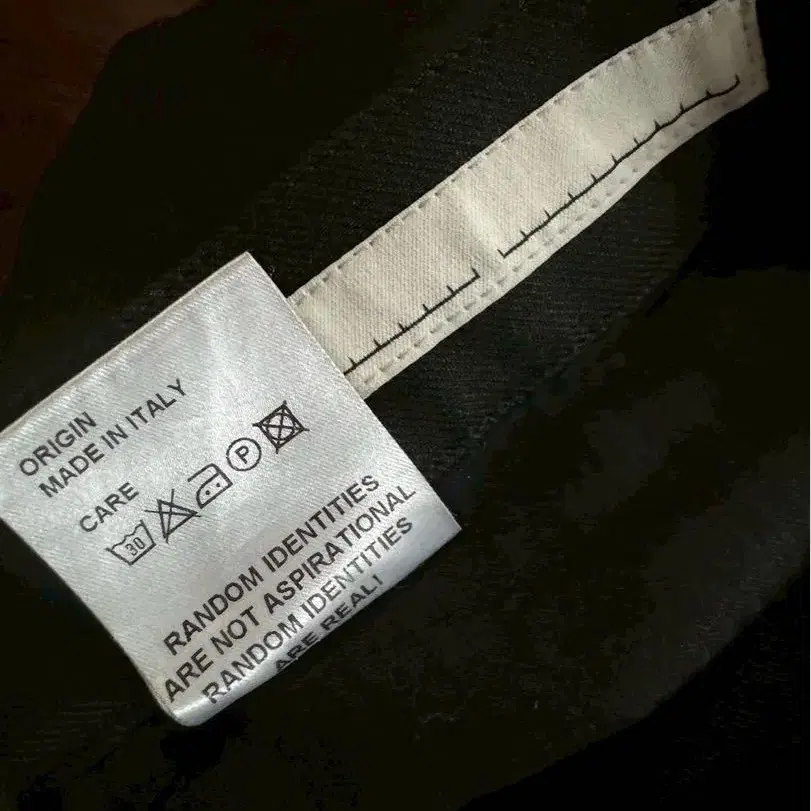 ORIGIN
MADE IN ITALY
CARE
30 P
RANDOM IDENTITIES
ARE NOT ASPIRATIONAL
RANDOM IDENTITIES
ARE REAL!